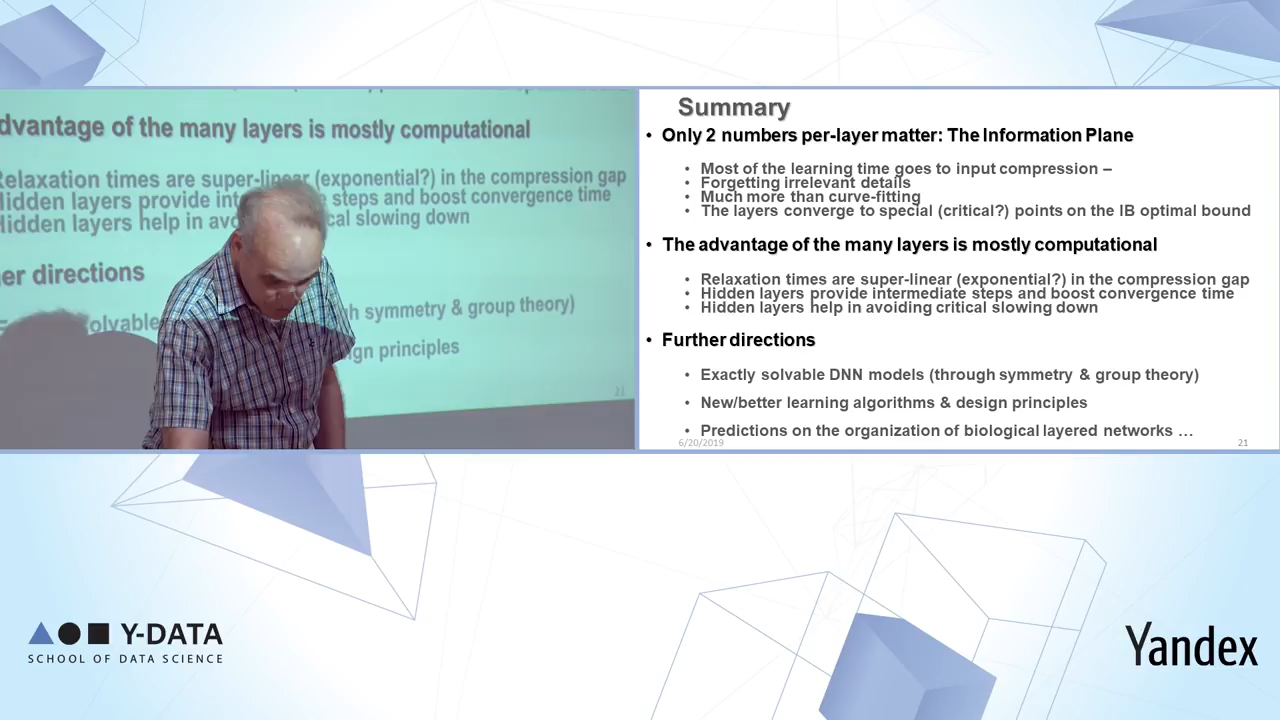 dvantage of the many layers is mostly computational
Relaxation times are super-linear (exponential?) in the compression gap
Hidden layers provide steps and boost convergence time
Hidden layers help in cal slowing down
er directions
solvable h symmetry & group theory)
ign principles
21
Summary
• Only 2 numbers per-layer matter: The Information Plane
• Most of the learning time goes to input compression –
• Forgetting irrelevant details
• Much more than curve-fitting
• The layers converge to special (critical?) points on the IB optimal bound
• The advantage of the many layers is mostly computational
• Relaxation times are super-linear (exponential?) in the compression gap
• Hidden layers provide intermediate steps and boost convergence time
• Hidden layers help in avoiding critical slowing down
• Further directions
• Exactly solvable DNN models (through symmetry & group theory)
• New/better learning algorithms & design principles
• Predictions on the organization of biological layered networks …
6/20/2019
21
Y-DATA
SCHOOL OF DATA SCIENCE
Yandex